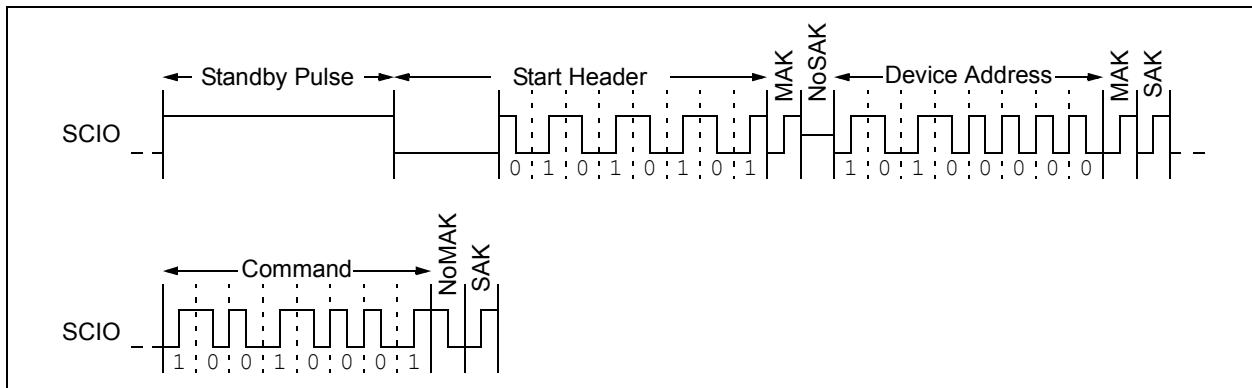 Standby Pulse
Start Header
MAK
NoSAK
Device Address
MAK
SAK
SCIO
0 1 0 1 0 1 0 1
1 0 1 0 0 0 0 0
Command
NoMAK
SAK
SCIO
1 0 0 1 0 0 0 1